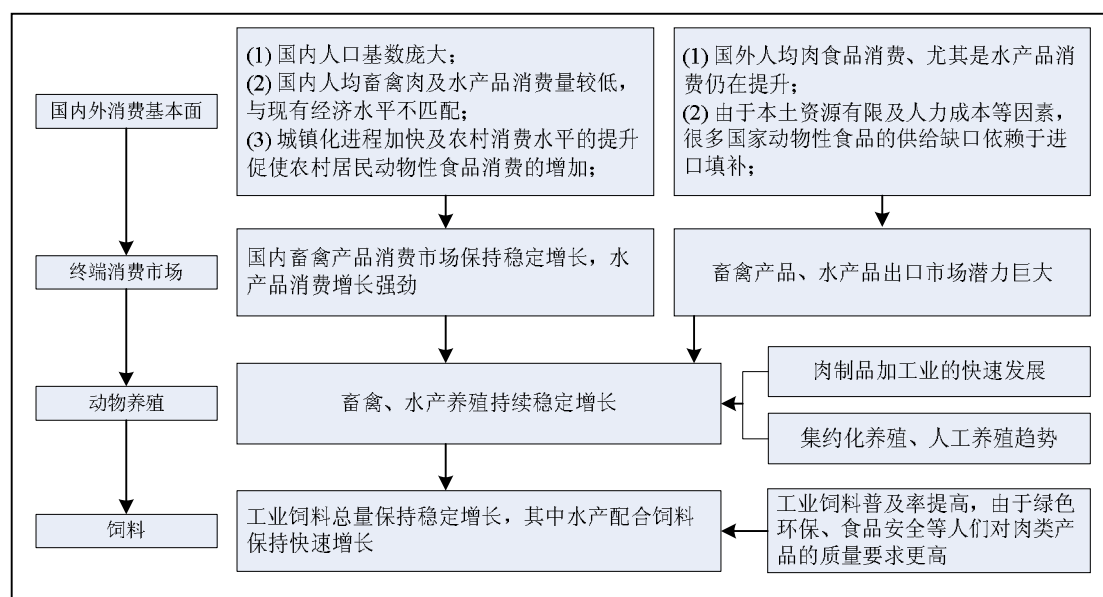 国内外消费基本面
(1) 国内人口基数庞大；
(2) 国内人均畜禽肉及水产品消费量较低，
与现有经济水平不匹配；
(3) 城镇化进程加快及农村消费水平的提升
促使农村居民动物性食品消费的增加；
(1) 国外人均肉食品消费、尤其是水产品消
费仍在提升；
(2) 由于本土资源有限及人力成本等因素，
很多国家动物性食品的供给缺口依赖于进
口填补；
终端消费市场
国内畜禽产品消费市场保持稳定增长，水
产品消费增长强劲
畜禽产品、水产品出口市场潜力巨大
动物养殖
畜禽、水产养殖持续稳定增长
肉制品加工业的快速发展
集约化养殖、人工养殖趋势
饲料
工业饲料总量保持稳定增长，其中水产配合饲料
保持快速增长
工业饲料普及率提高，由于绿色
环保、食品安全等人们对肉类产
品的质量要求更高